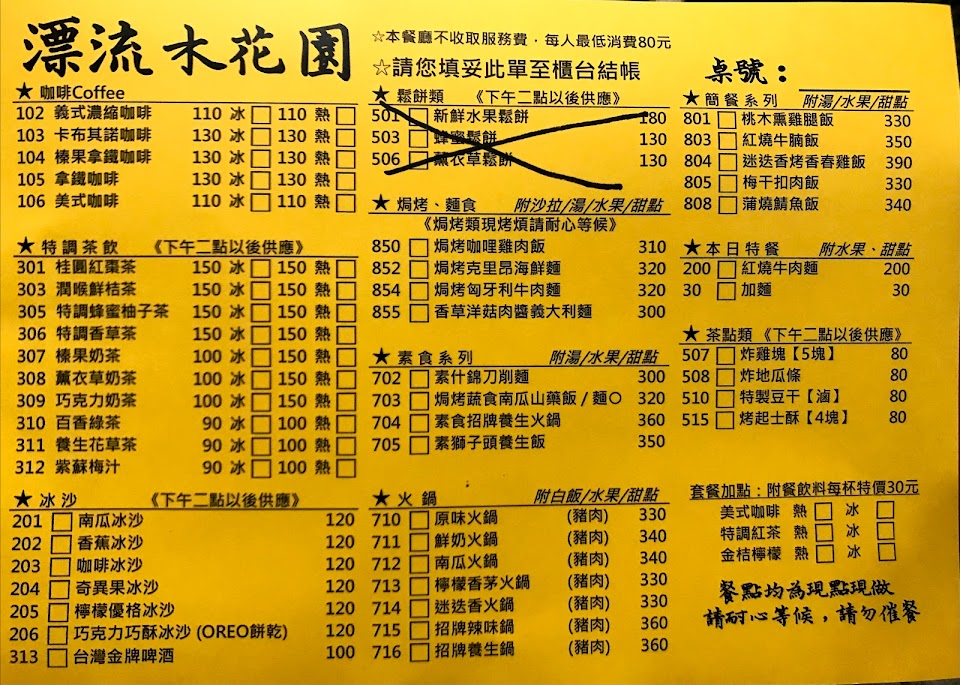 漂流木花園
☆本餐廳不收取服務費，每人最低消費80元
☆請您填妥此單至櫃台結帳
桌號：
★ 咖啡Coffee
102 義式濃縮咖啡 110 冰 110 熱
103 卡布其諾咖啡 130 冰 130 熱
104 榛果拿鐵咖啡 130 冰 130 熱
105 拿鐵咖啡 130 冰 130 熱
106 美式咖啡 110 冰 110 熱
★ 特調茶飲 《下午二點以後供應》
301 桂圓紅棗茶 150 冰 150 熱
303 潤喉鮮桔茶 150 冰 150 熱
305 特調蜂蜜柚子茶 150 冰 150 熱
306 特調香草茶 150 冰 150 熱
307 榛果奶茶 100 冰 150 熱
308 薰衣草奶茶 100 冰 150 熱
309 巧克力奶茶 100 冰 150 熱
310 百香綠茶 90 冰 100 熱
311 養生花草茶 90 冰 100 熱
312 紫蘇梅汁 90 冰 100 熱
★ 冰沙 《下午二點以後供應》
201 南瓜冰沙 120
202 香蕉冰沙 120
203 咖啡冰沙 120
204 奇異果冰沙 120
205 檸檬優格冰沙 120
206 巧克力巧酥冰沙 (OREO餅乾) 120
313 台灣金牌啤酒 100
★ 鬆餅類 《下午二點以後供應》
501 新鮮水果鬆餅 180
503 蜂蜜鬆餅 130
506 薰衣草鬆餅 130
★ 焗烤、麵食 附沙拉/湯/水果/甜點
《焗烤類現烤煩請耐心等候》
850 焗烤咖哩雞肉飯 310
852 焗烤克里昂海鮮麵 320
854 焗烤匈牙利牛肉麵 320
855 香草洋菇肉醬義大利麵 300
★ 素食系列 附湯/水果/甜點
702 素什錦刀削麵 300
703 焗烤蔬食南瓜山藥飯/麵○ 320
704 素食招牌養生火鍋 360
705 素獅子頭養生飯 350
★ 火鍋 附白飯/水果/甜點
710 原味火鍋 (豬肉) 330
711 鮮奶火鍋 (豬肉) 340
712 南瓜火鍋 (豬肉) 340
713 檸檬香茅火鍋 (豬肉) 330
714 迷迭香火鍋 (豬肉) 330
715 招牌辣味鍋 (豬肉) 360
716 招牌養生鍋 (豬肉) 360
★ 簡餐系列 附湯/水果/甜點
801 桃木熏雞腿飯 330
803 紅燒牛腩飯 350
804 迷迭香烤香春雞飯 390
805 梅干扣肉飯 330
808 蒲燒鯖魚飯 340
★ 本日特餐 附水果、甜點
200 紅燒牛肉麵 200
30 加麵 30
★ 茶點類 《下午二點以後供應》
507 炸雞塊【5塊】 80
508 炸地瓜條 80
510 特製豆干【滷】 80
515 烤起士酥【4塊】 80
套餐加點：附餐飲料每杯特價30元
美式咖啡 熱 冰
特調紅茶 熱 冰
金桔檸檬 熱 冰
餐點均為現點現做
請耐心等候，請勿催餐